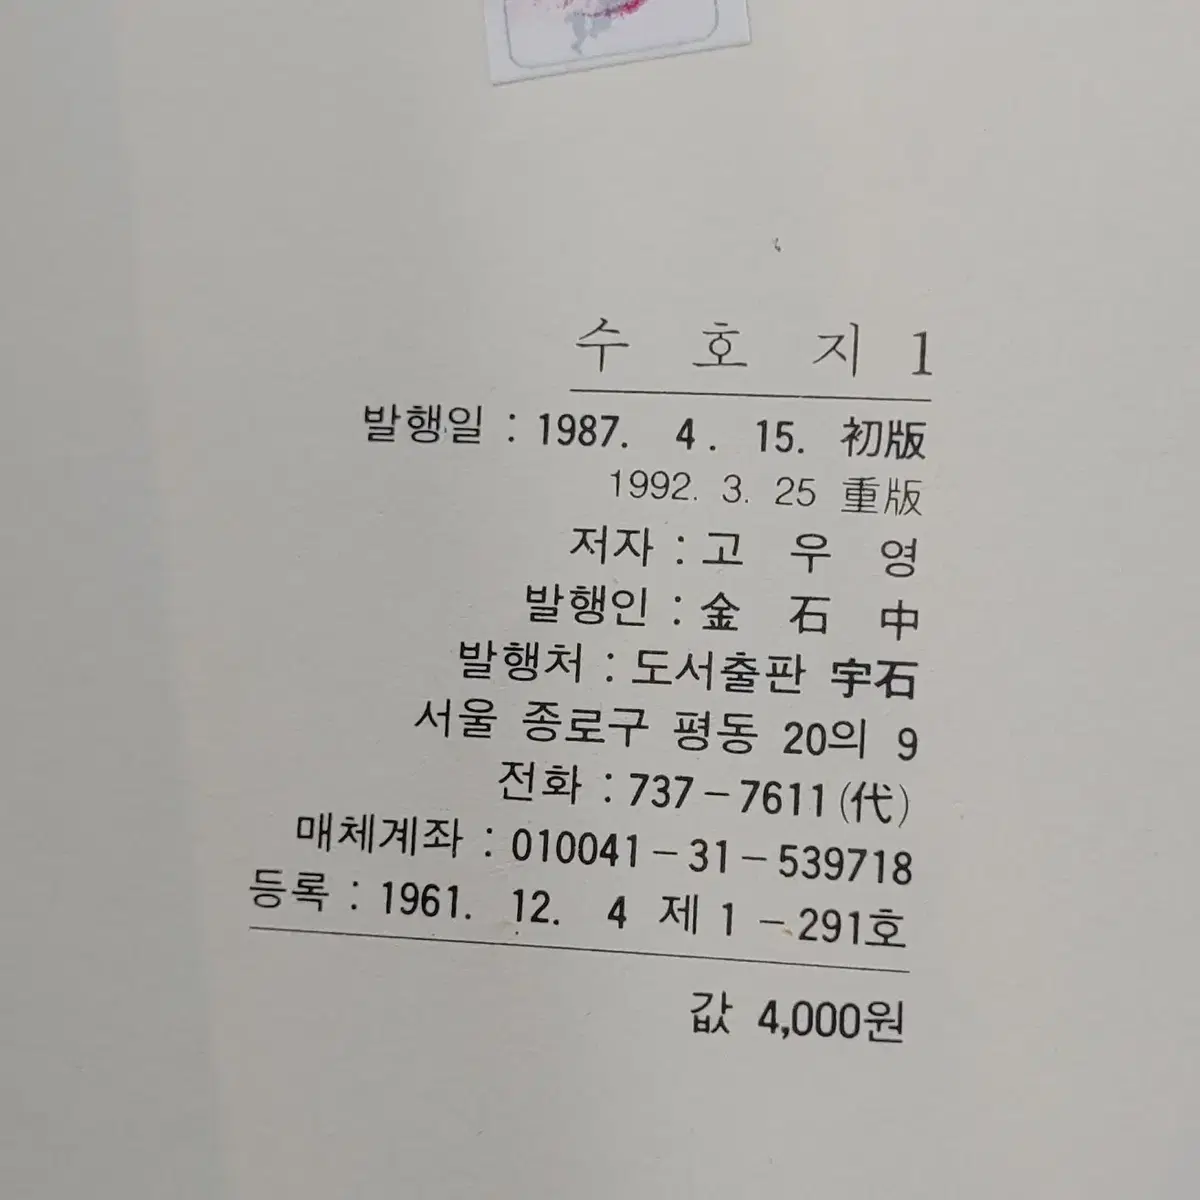 수 호 지 1
발행일 : 1987. 4. 15. 初版
1992. 3. 25 重版
저자 : 고 우 영
발행인 : 金 石 中
발행처 : 도서출판 宇石
서울 종로구 평동 20의 9
전화 : 737-7611 (代)
매체계좌 : 010041-31-539718
등록 : 1961. 12. 4 제1-291호
값 4,000원